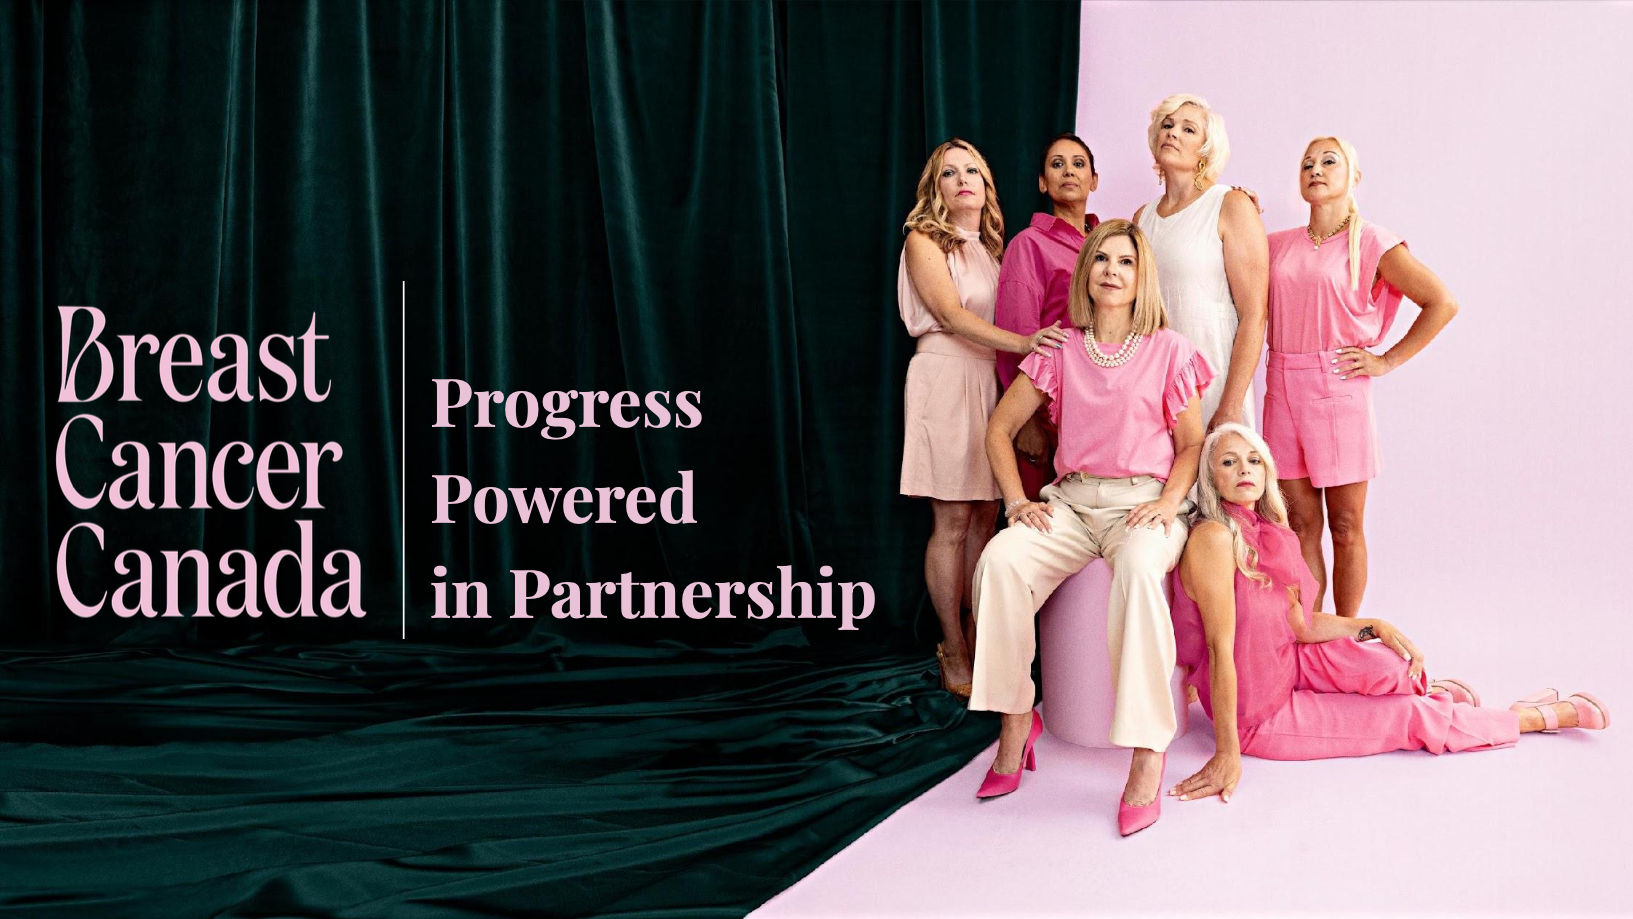 Breast
Cancer
Canada
Progress
Powered
in Partnership